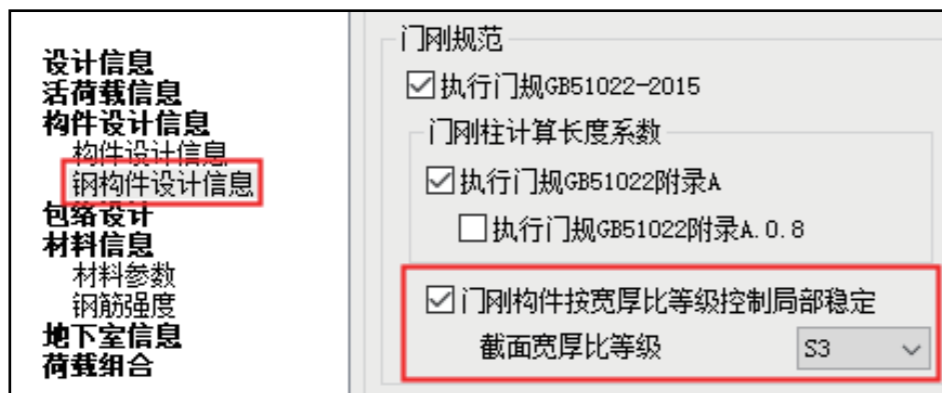 设计信息
活荷载信息
构件设计信息
构件设计信息
钢构件设计信息
包络设计
材料信息
材料参数
钢筋强度
地下室信息
荷载组合
门刚规范
执行门规GB51022-2015
门刚柱计算长度系数
执行门规GB51022附录A
执行门规GB51022附录A.0.8
门刚构件按宽厚比等级控制局部稳定
截面宽厚比等级 S3